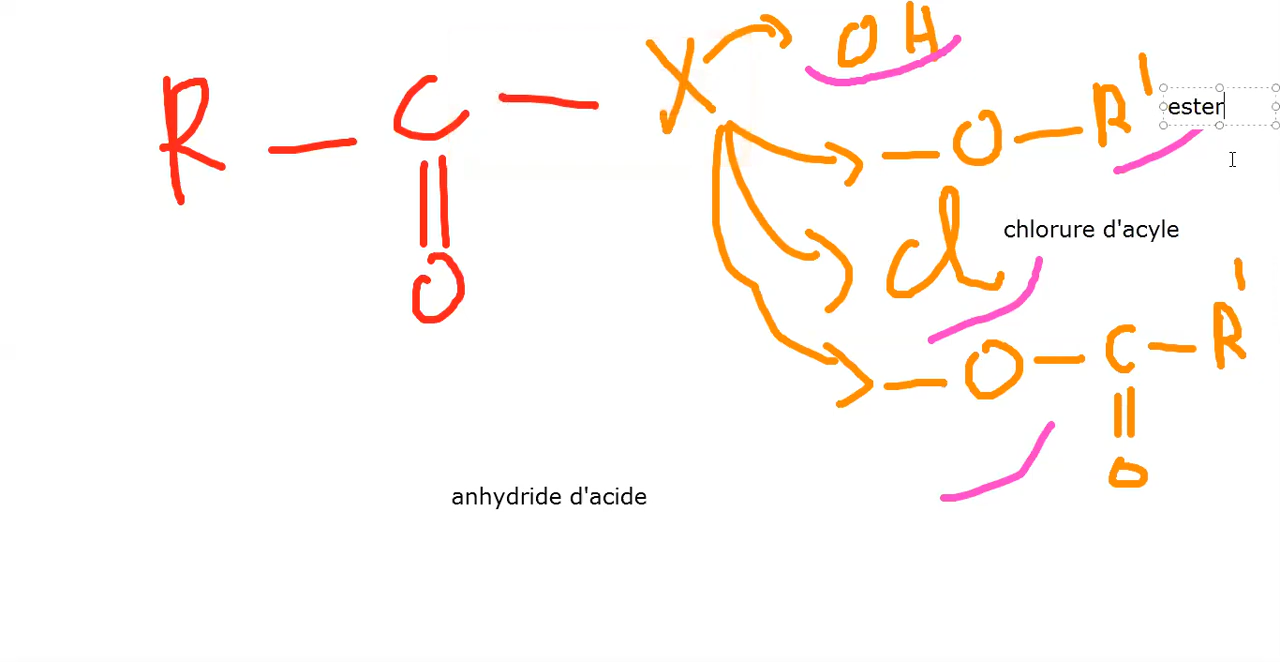 R — C — X
||
O
OH
— O — R'
ester
Cl
chlorure d'acyle
— O — C — R'
||
O
anhydride d'acide